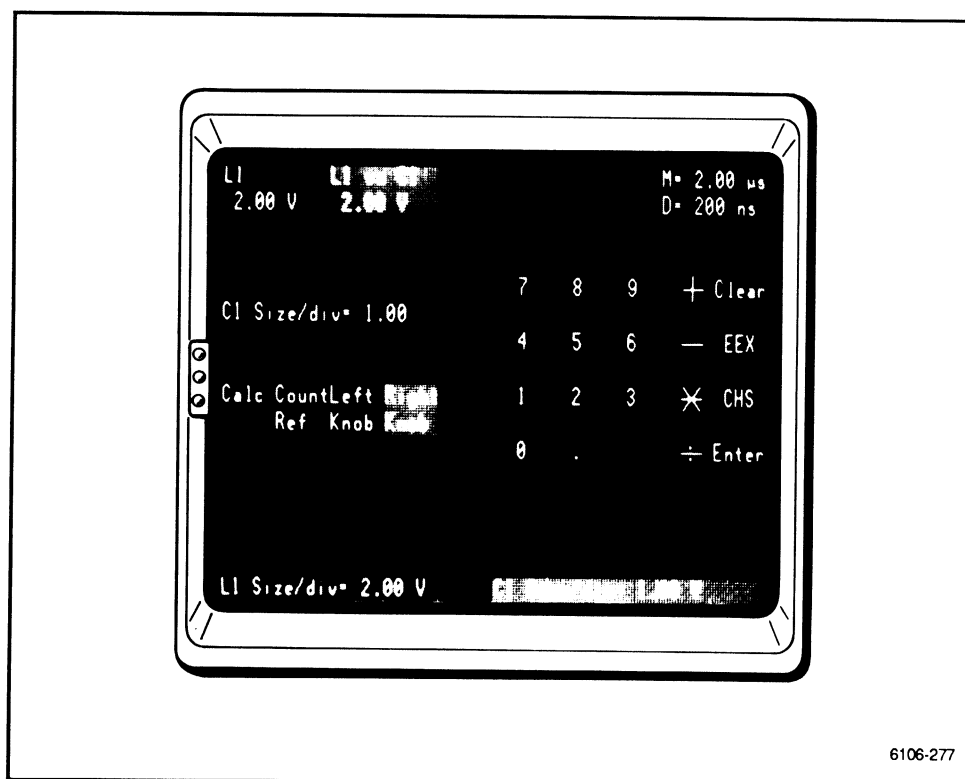 L1 L1
2.00 V 2.00 V
M= 2.00 µs
D= 200 ns
7 8 9 + Clear
C1 Size/div= 1.00
4 5 6 — EEX
Calc CountLeft Right
1 2 3 * CHS
Ref Knob Knob
0 . ÷ Enter
L1 Size/div= 2.00 V
6106-277